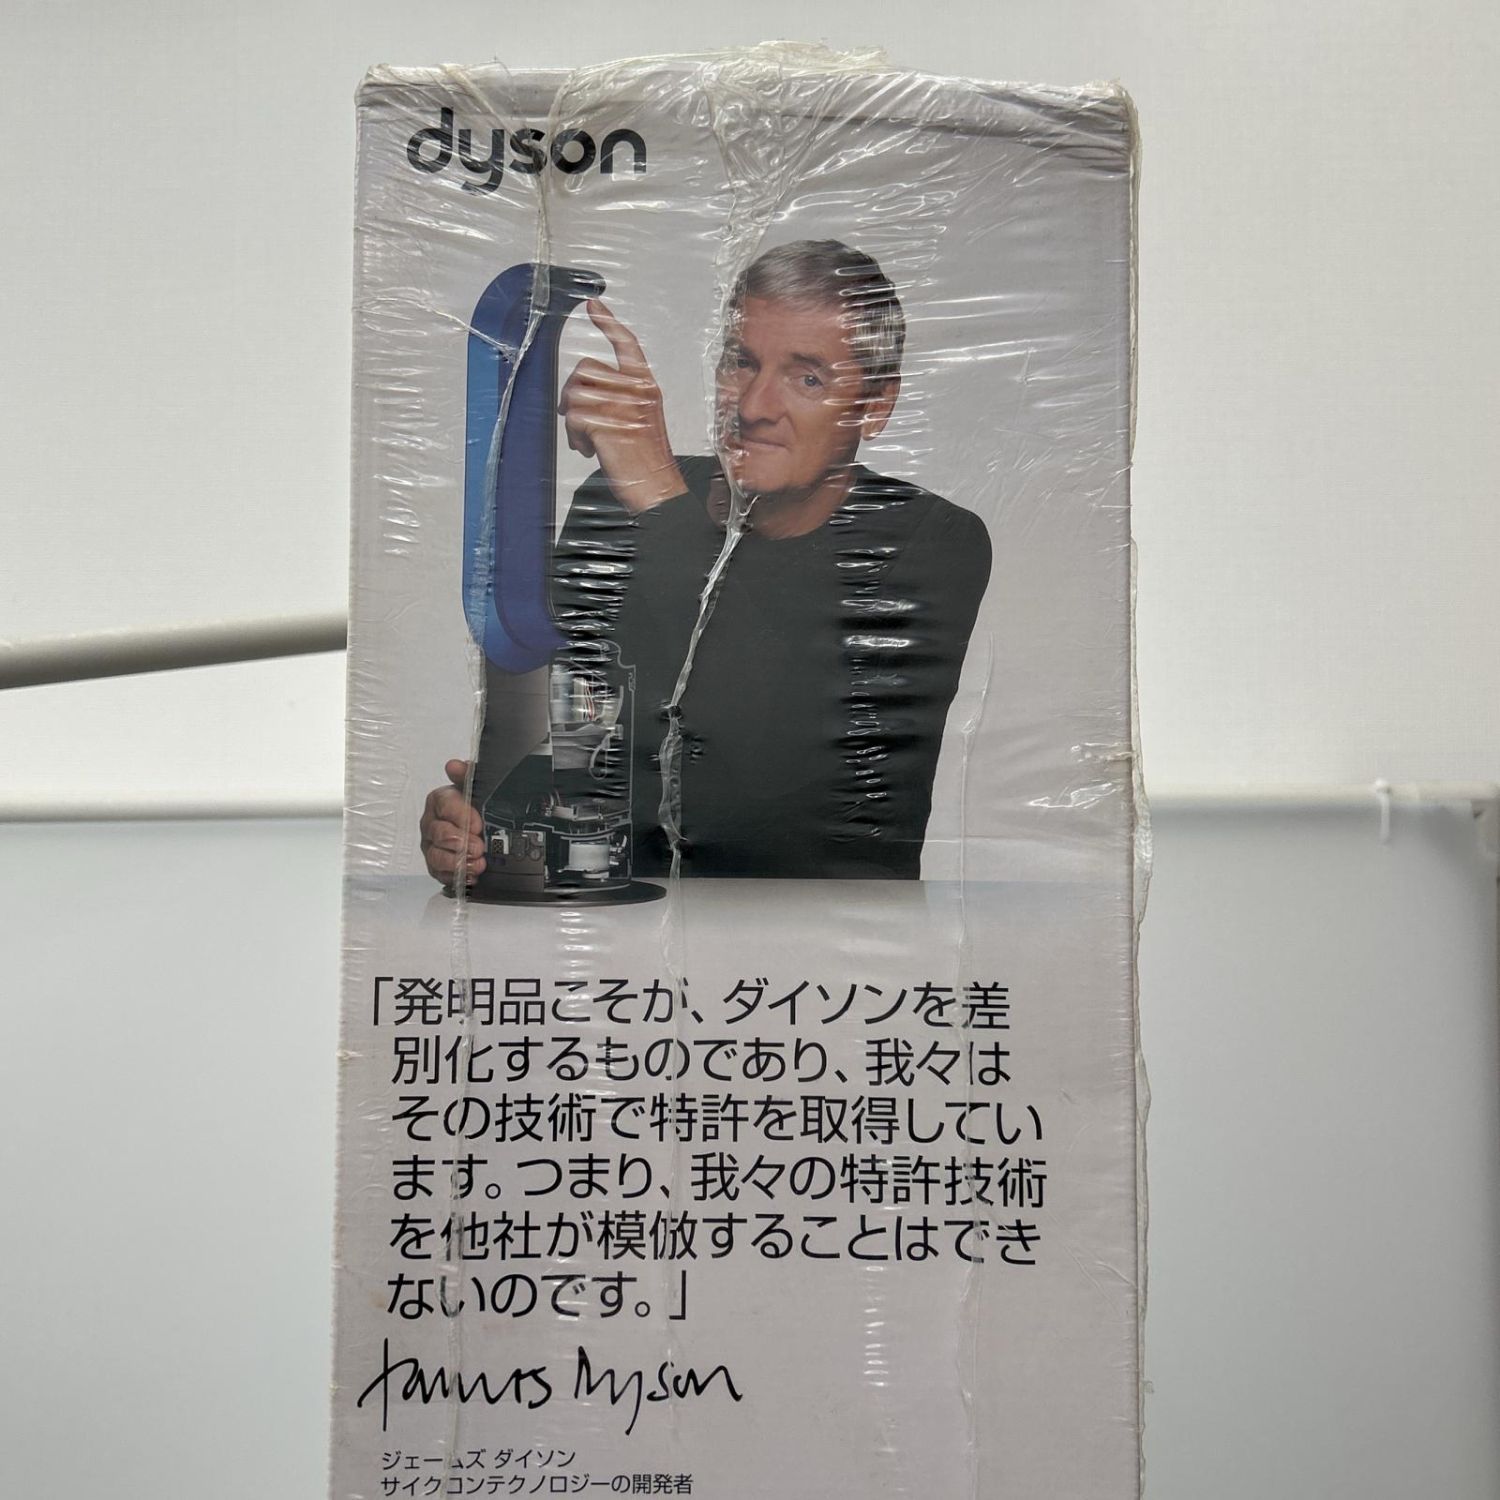 dyson
「発明品こそが、ダイソンを差
別化するものであり、我々は
その技術で特許を取得してい
ます。つまり、我々の特許技術
を他社が模倣することはでき
ないのです。」
James Dyson
ジェームズ ダイソン
サイクロンテクノロジーの開発者